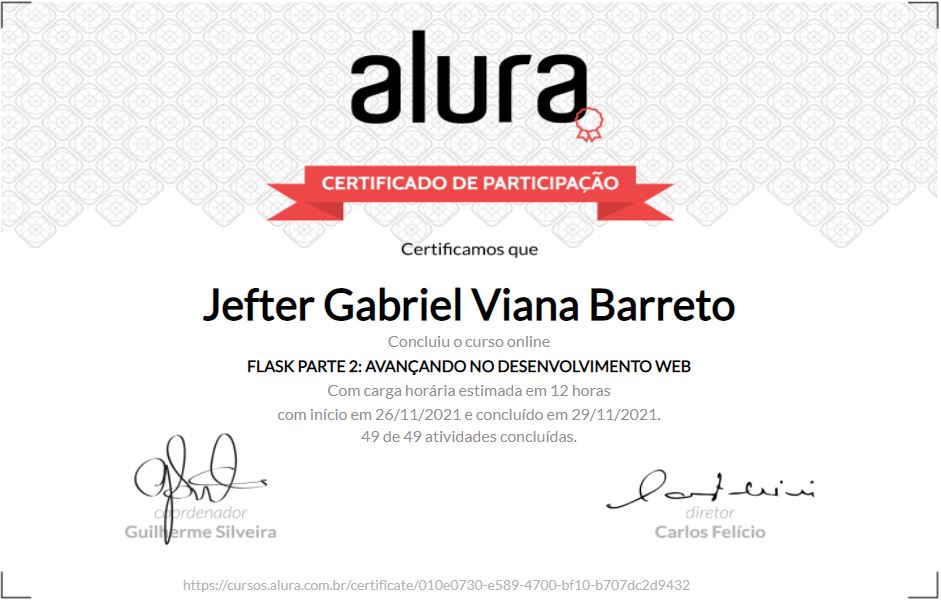 alura
CERTIFICADO DE PARTICIPAÇÃO
Certificamos que
Jefter Gabriel Viana Barreto
Concluiu o curso online
FLASK PARTE 2: AVANÇANDO NO DESENVOLVIMENTO WEB
Com carga horária estimada em 12 horas
com início em 26/11/2021 e concluído em 29/11/2021.
49 de 49 atividades concluídas.
coordenador
Guilherme Silveira
diretor
Carlos Felício
https://cursos.alura.com.br/certificate/010e0730-e589-4700-bf10-b707dc2d9432